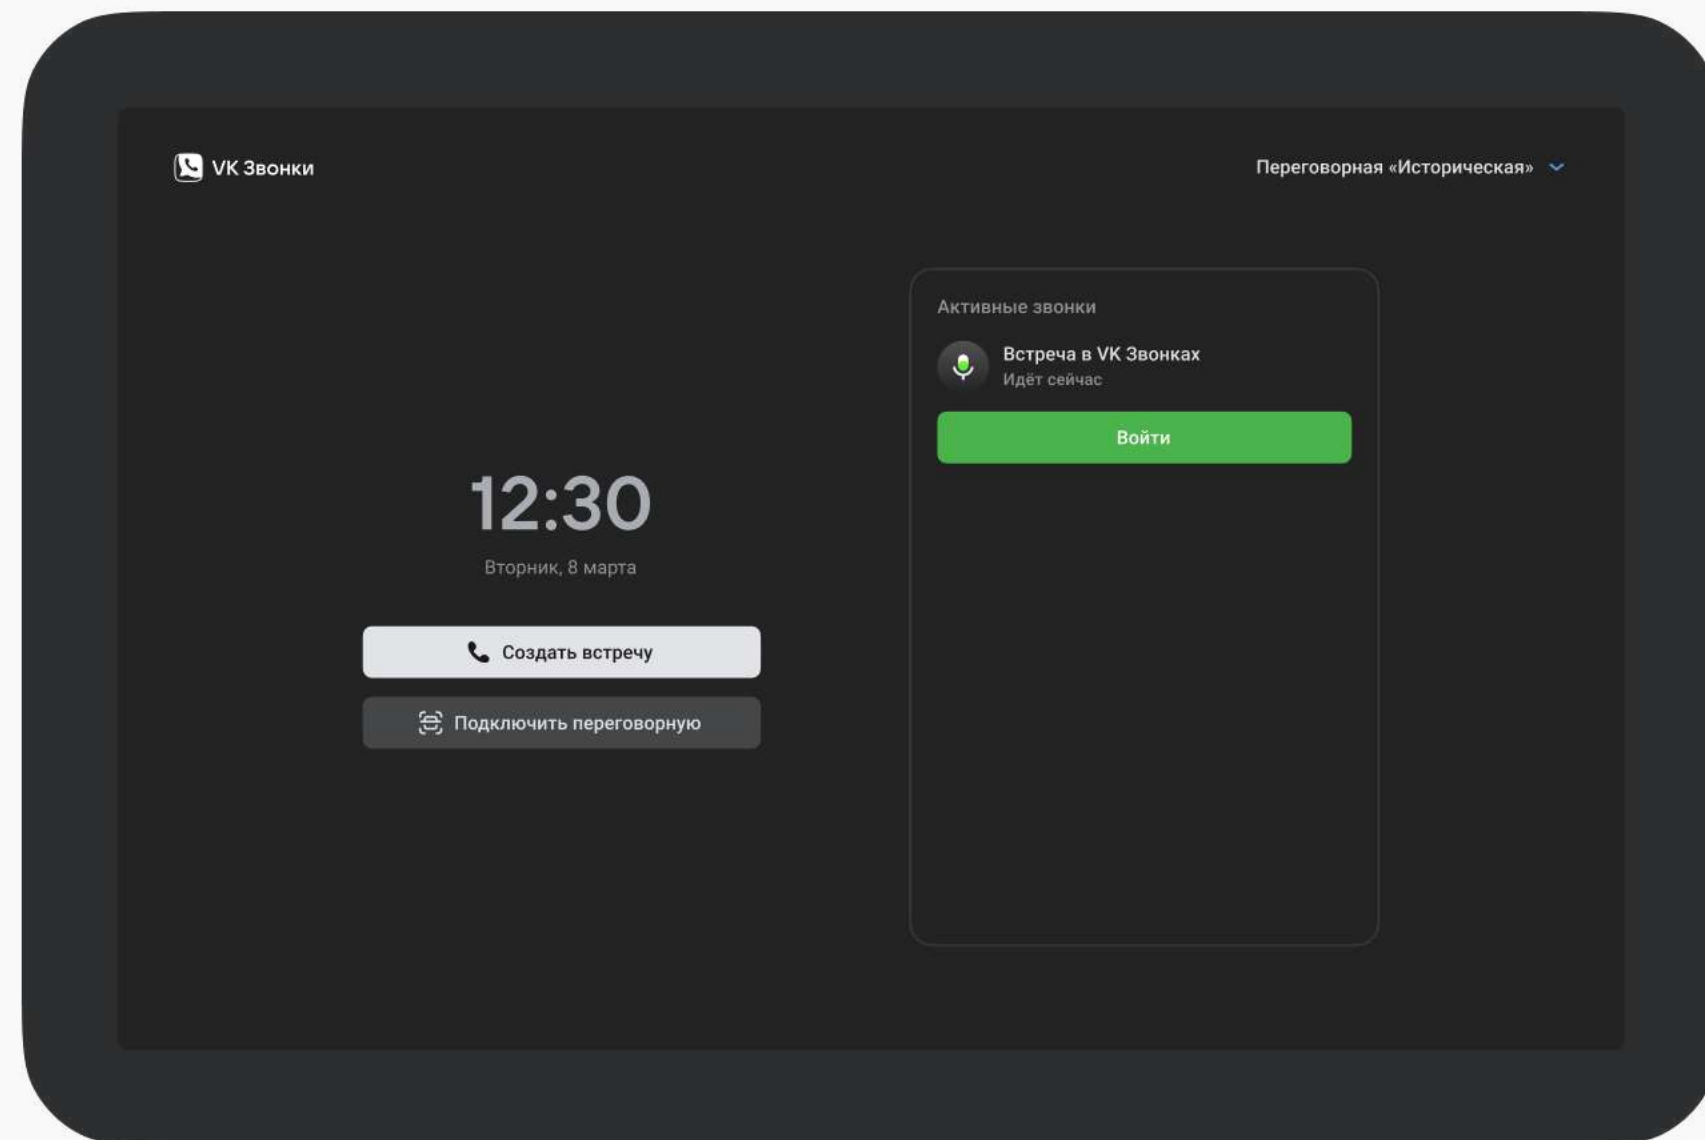 VK Звонки
Переговорная «Историческая»
12:30
Вторник, 8 марта
Создать встречу
Подключить переговорную
Активные звонки
Встреча в VK Звонках
Идёт сейчас
Войти